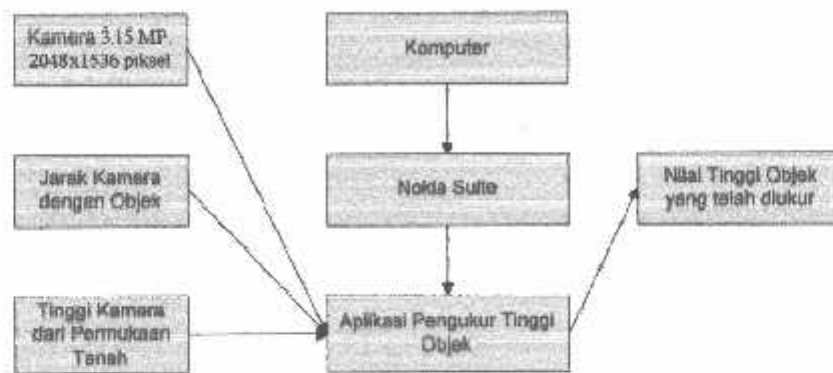 Kamera 3.15 MP.
2048x1536 piksel
Komputer
Jarak Kamera
dengan Objek
Nokia Suite
Nilai Tinggi Objek
yang telah diukur
Tinggi Kamera
dari Permukaan
Tanah
Aplikasi Pengukur Tinggi
Objek